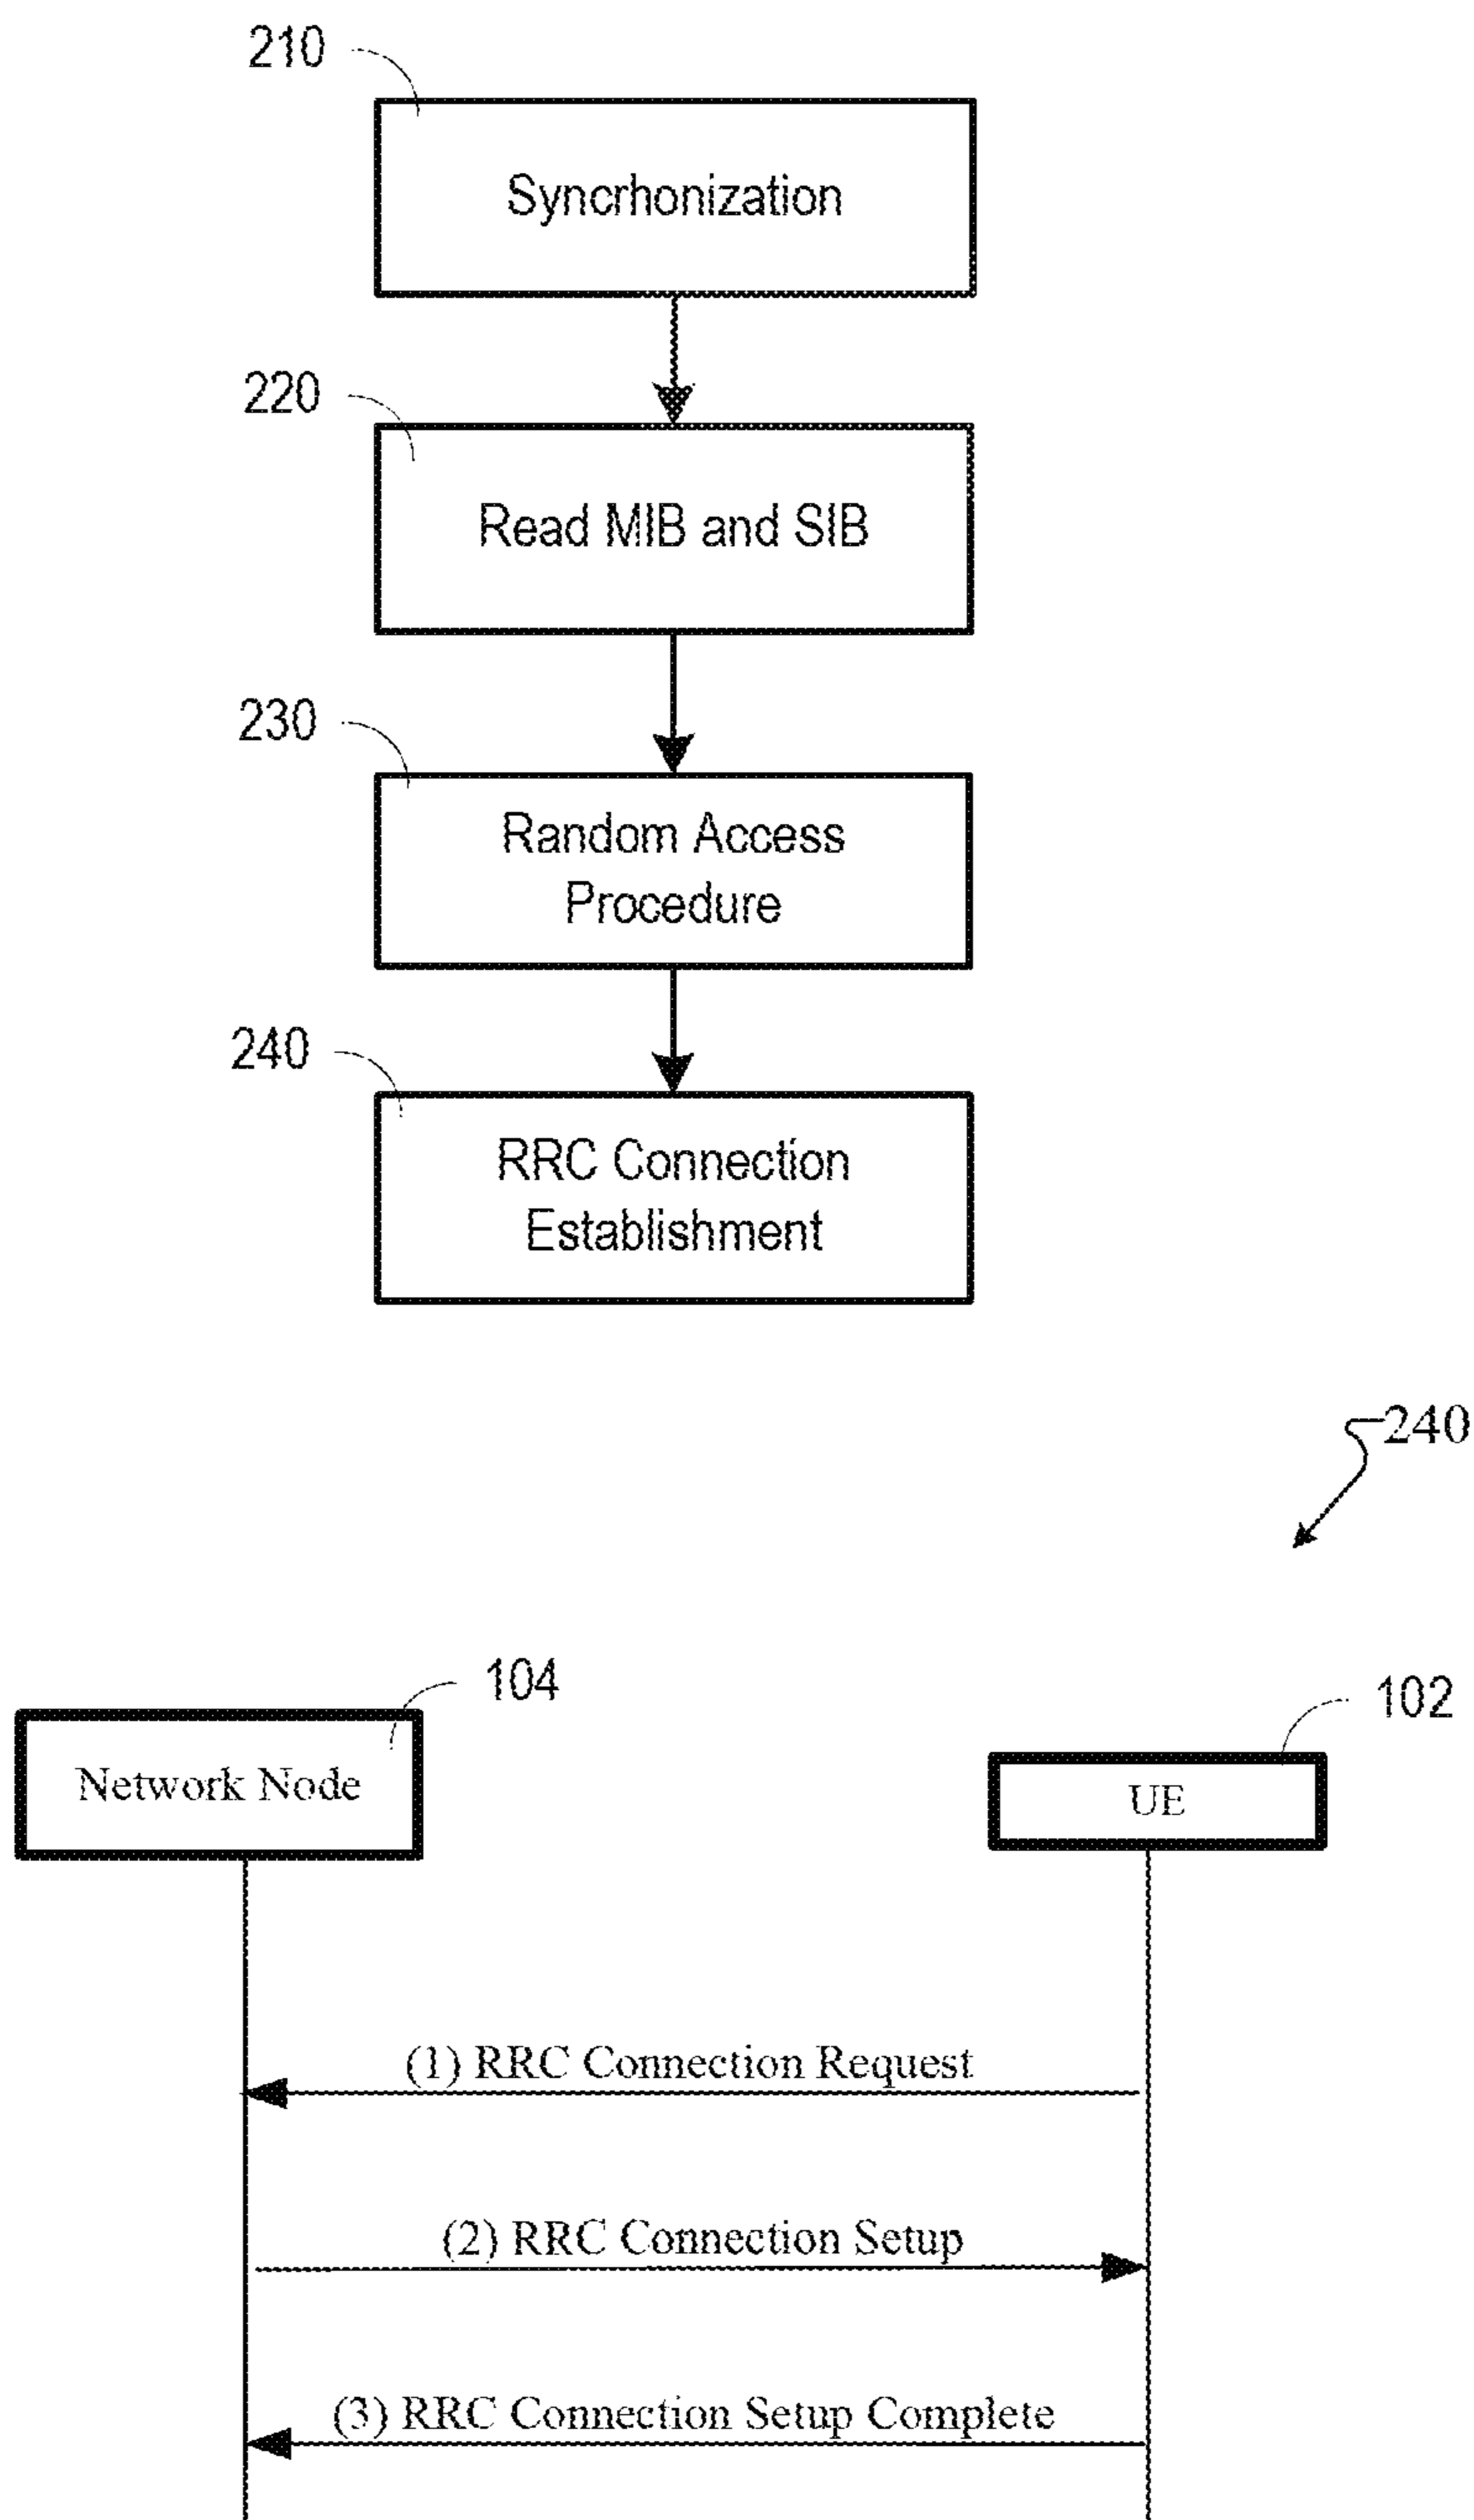 210
Syncrhonization
220
Read MIB and SIB
230
Random Access
Procedure
240
RRC Connection
Establishment
240
104
Network Node
102
UE
(1) RRC Connection Request
(2) RRC Connection Setup
(3) RRC Connection Setup Complete